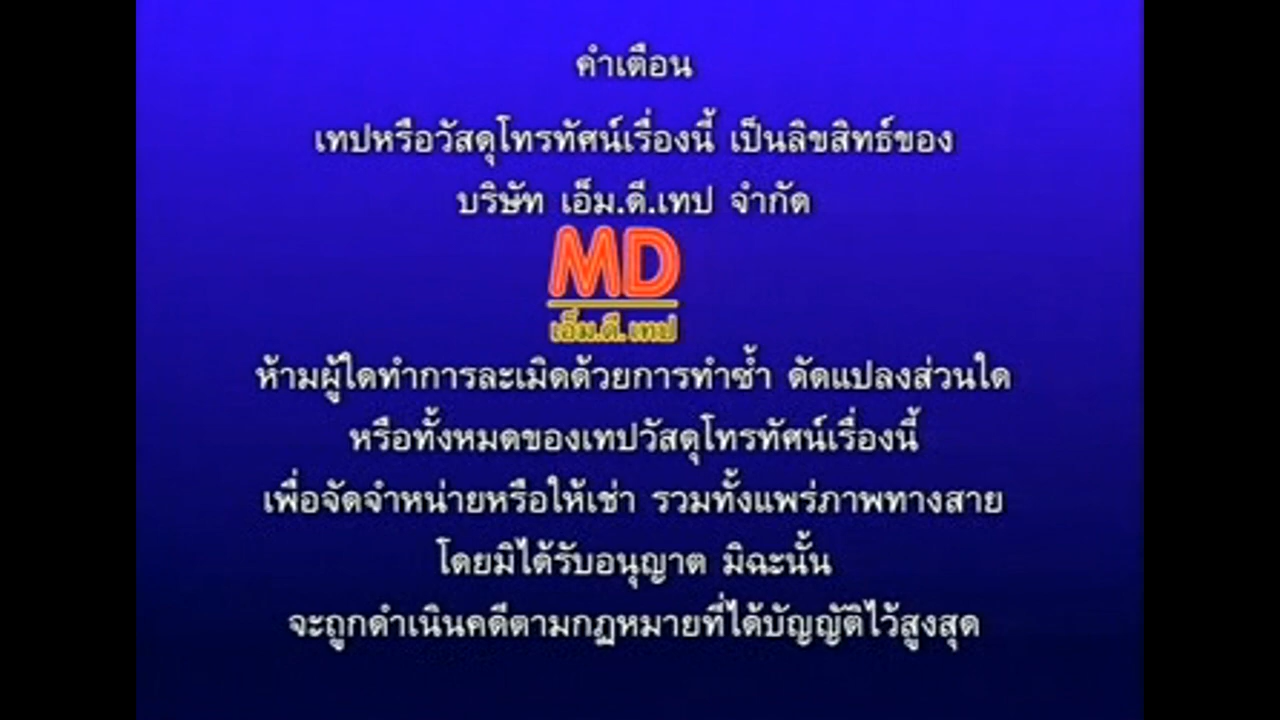 คำเตือน
เทปหรือวัสดุโทรทัศน์เรื่องนี้ เป็นลิขสิทธ์ของ
บริษัท เอ็ม.ดี.เทป จำกัด
MD
เอ็ม.ดี. เทป
ห้ามผู้ใดทำการละเมิดด้วยการทำซ้ำ ดัดแปลงส่วนใด
หรือทั้งหมดของเทปวัสดุโทรทัศน์เรื่องนี้
เพื่อจัดจำหน่ายหรือให้เช่า รวมทั้งแพร่ภาพทางสาย
โดยมิได้รับอนุญาต มิฉะนั้น
จะถูกดำเนินคดีตามกฎหมายที่ได้บัญญัติไว้สูงสุด